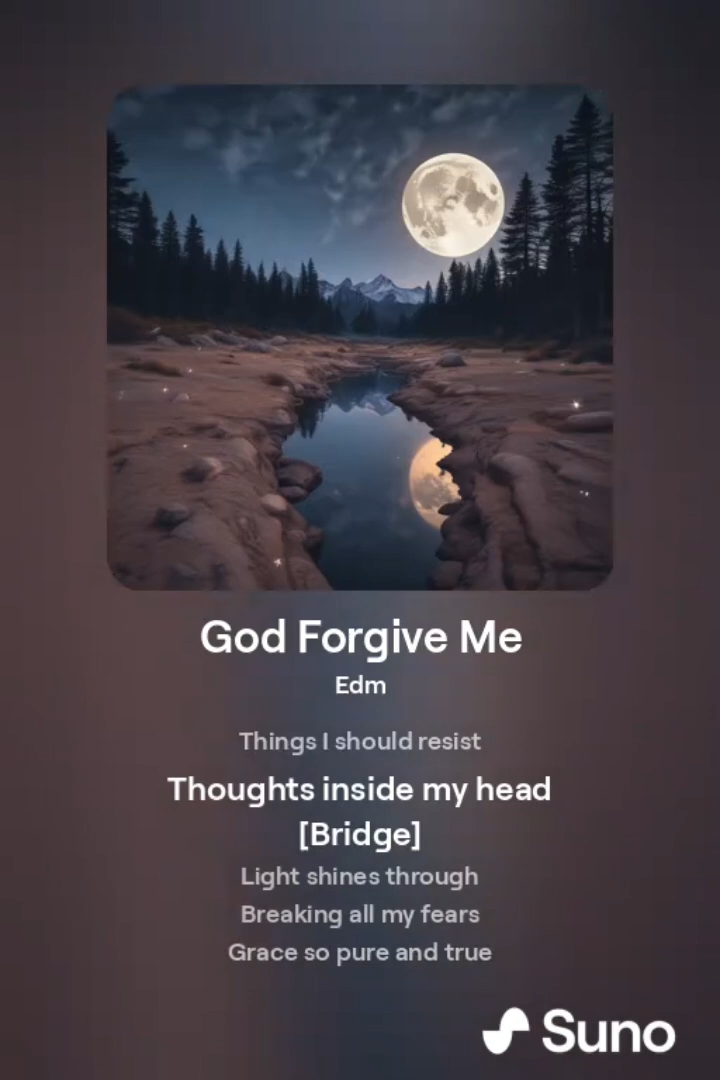 God Forgive Me
Edm
Things I should resist
Thoughts inside my head
[Bridge]
Light shines through
Breaking all my fears
Grace so pure and true
Suno